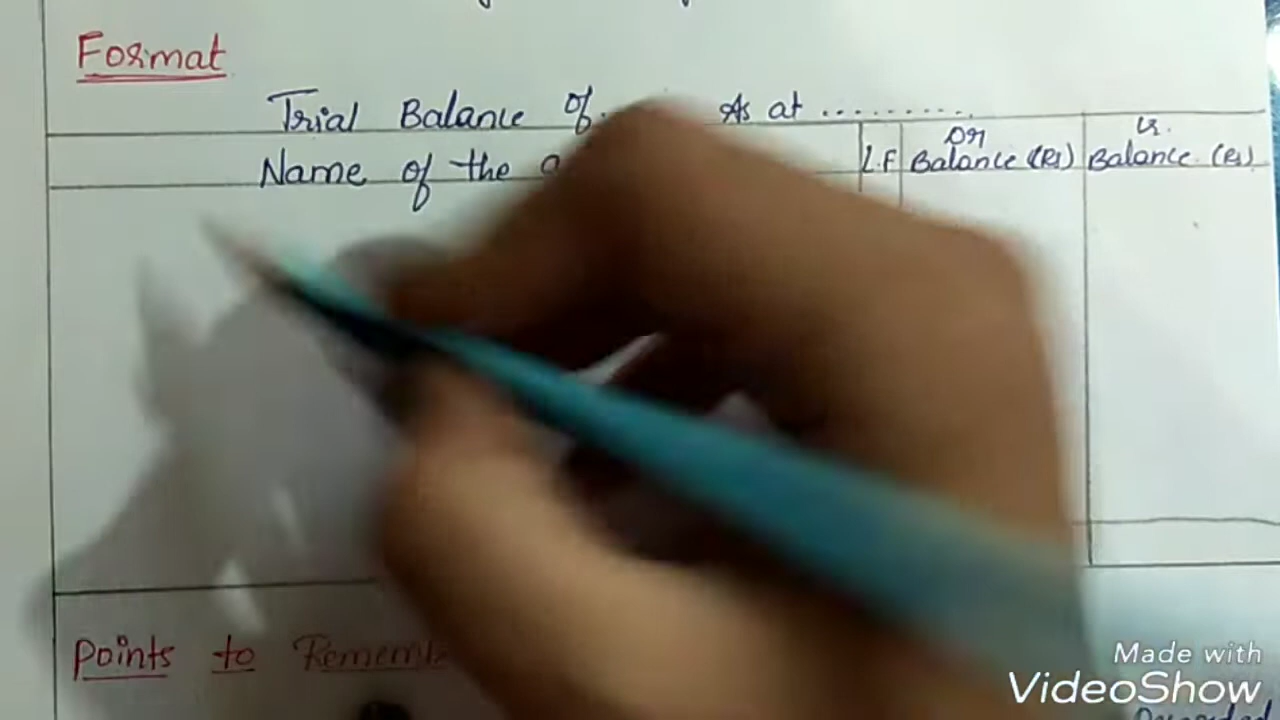 Format
Trial Balance of. As at ..........
Name of the
L.F
Dr
Balance (Rs)
Cr.
Balance (Rs)
Points to
Made with
VideoShow